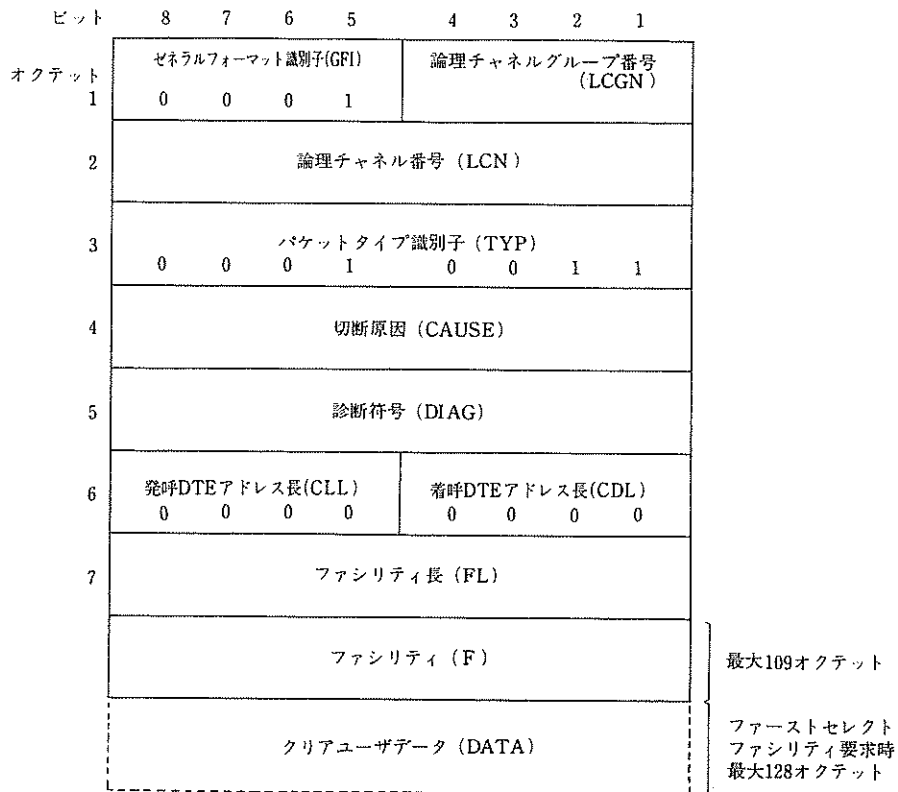 ビット 8 7 6 5 4 3 2 1
オクテット
1
ゼネラルフォーマット識別子(GFI)
0 0 0 1
論理チャネルグループ番号
(LCGN)
2 論理チャネル番号 (LCN)
3 パケットタイプ識別子 (TYP)
0 0 0 1 0 0 1 1
4 切断原因 (CAUSE)
5 診断符号 (DIAG)
6 発呼DTEアドレス長(CLL) 着呼DTEアドレス長(CDL)
0 0 0 0 0 0 0 0
7 ファシリティ長 (FL)
ファシリティ (F) 最大109オクテット
クリアユーザデータ (DATA)
ファーストセレクト
ファシリティ要求時
最大128オクテット